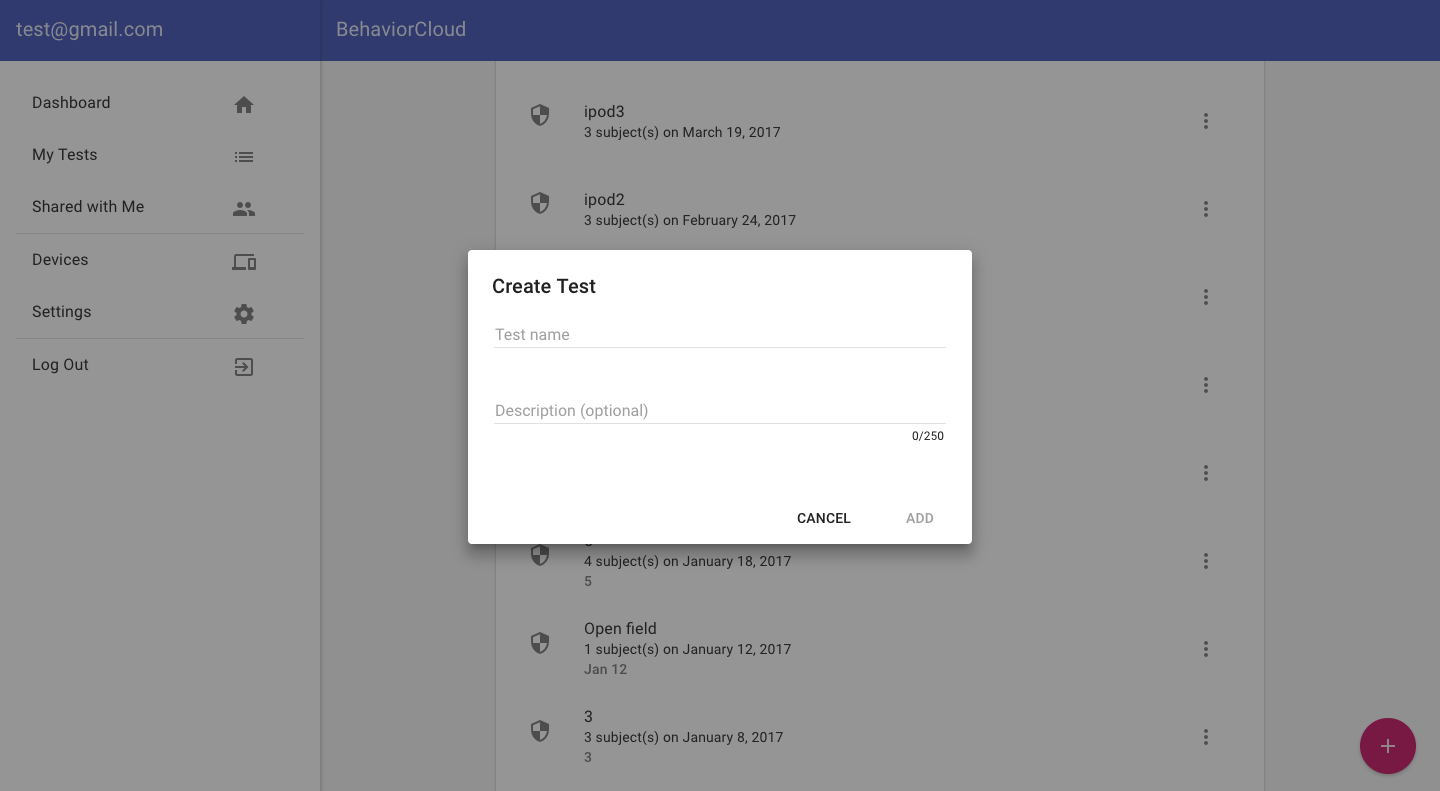 test@gmail.com
BehaviorCloud
Dashboard
My Tests
Shared with Me
Devices
Settings
Log Out
ipod3
3 subject(s) on March 19, 2017
ipod2
3 subject(s) on February 24, 2017
Create Test
Test name
Description (optional)
0/250
CANCEL
ADD
4 subject(s) on January 18, 2017
5
Open field
1 subject(s) on January 12, 2017
Jan 12
3
3 subject(s) on January 8, 2017
3